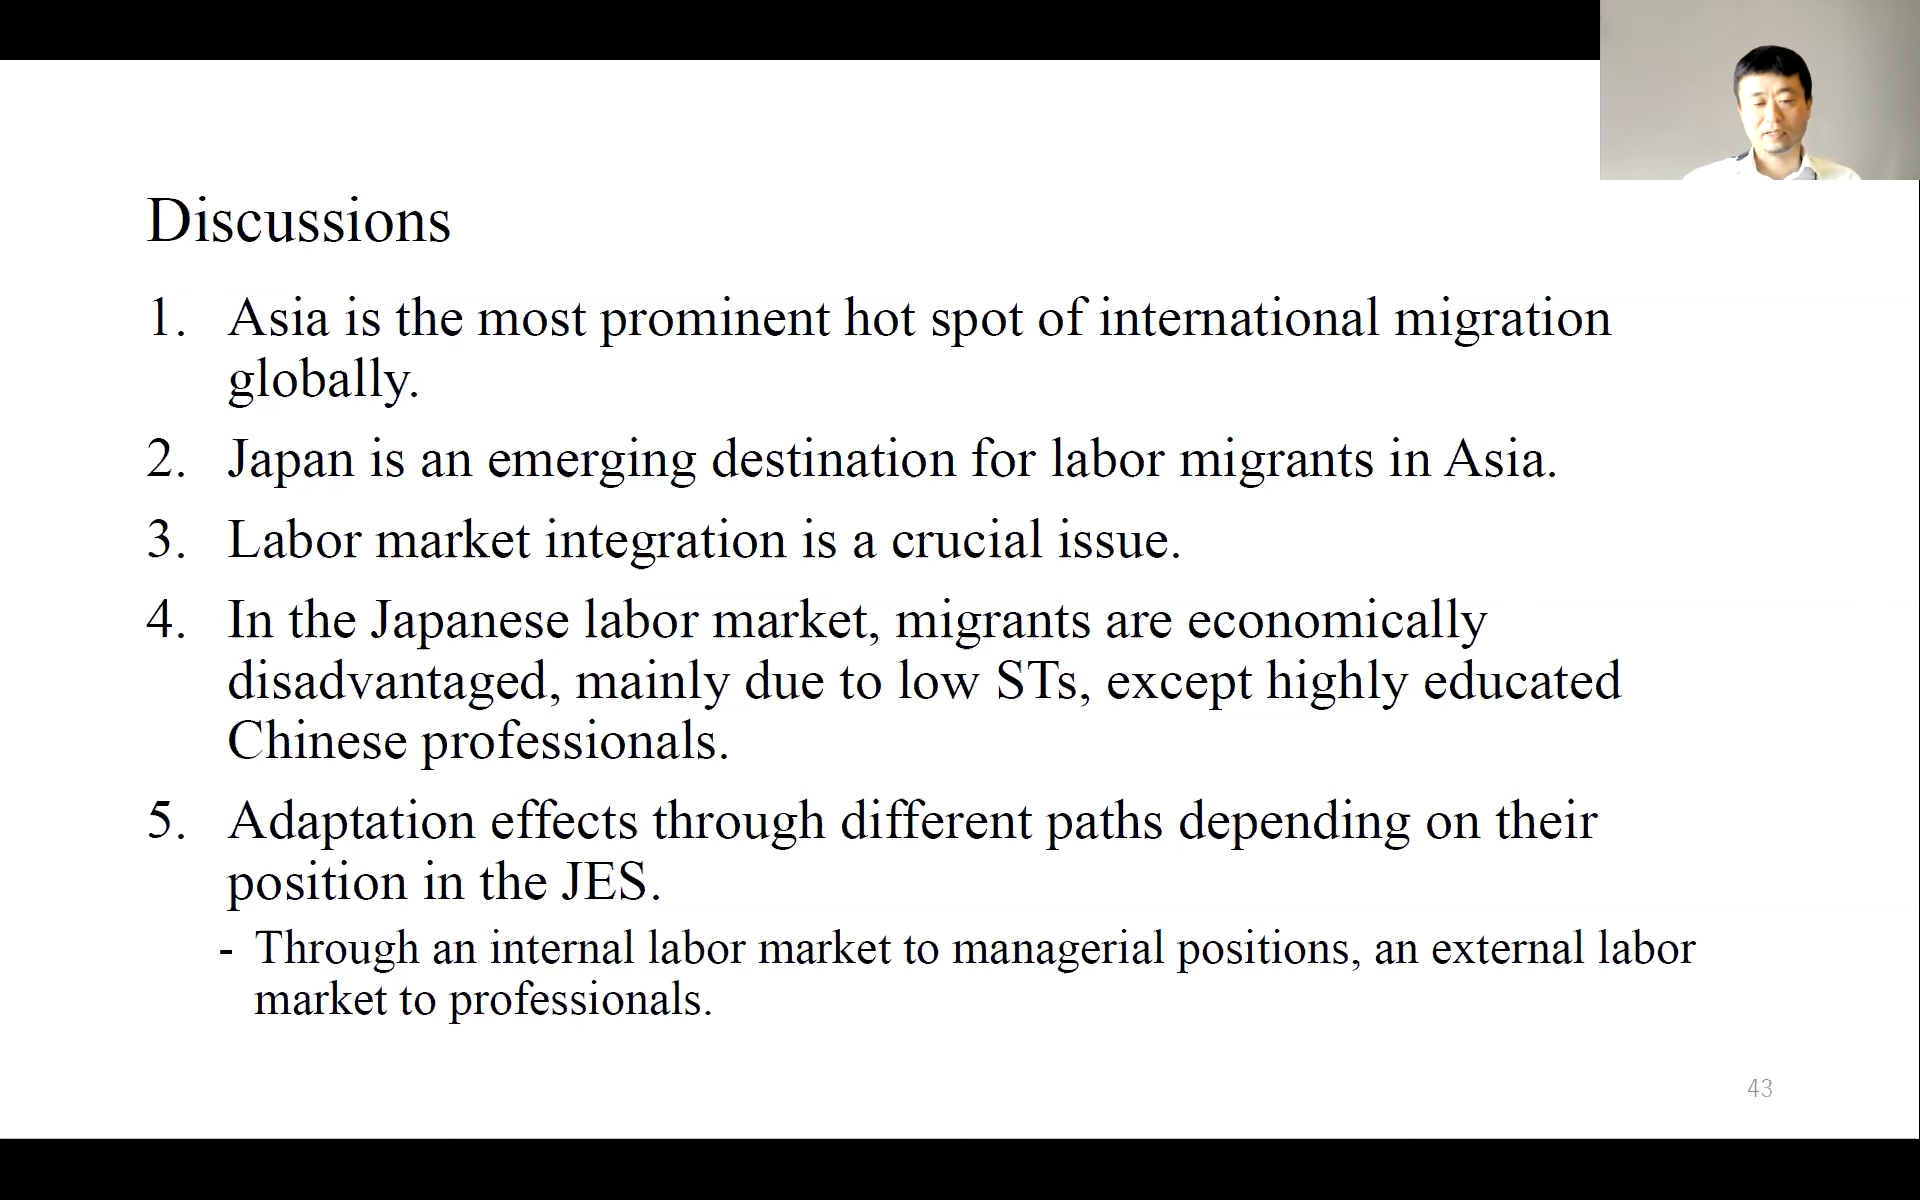 Discussions
1. Asia is the most prominent hot spot of international migration
globally.
2. Japan is an emerging destination for labor migrants in Asia.
3. Labor market integration is a crucial issue.
4. In the Japanese labor market, migrants are economically
disadvantaged, mainly due to low STs, except highly educated
Chinese professionals.
5. Adaptation effects through different paths depending on their
position in the JES.
- Through an internal labor market to managerial positions, an external labor
market to professionals.
43